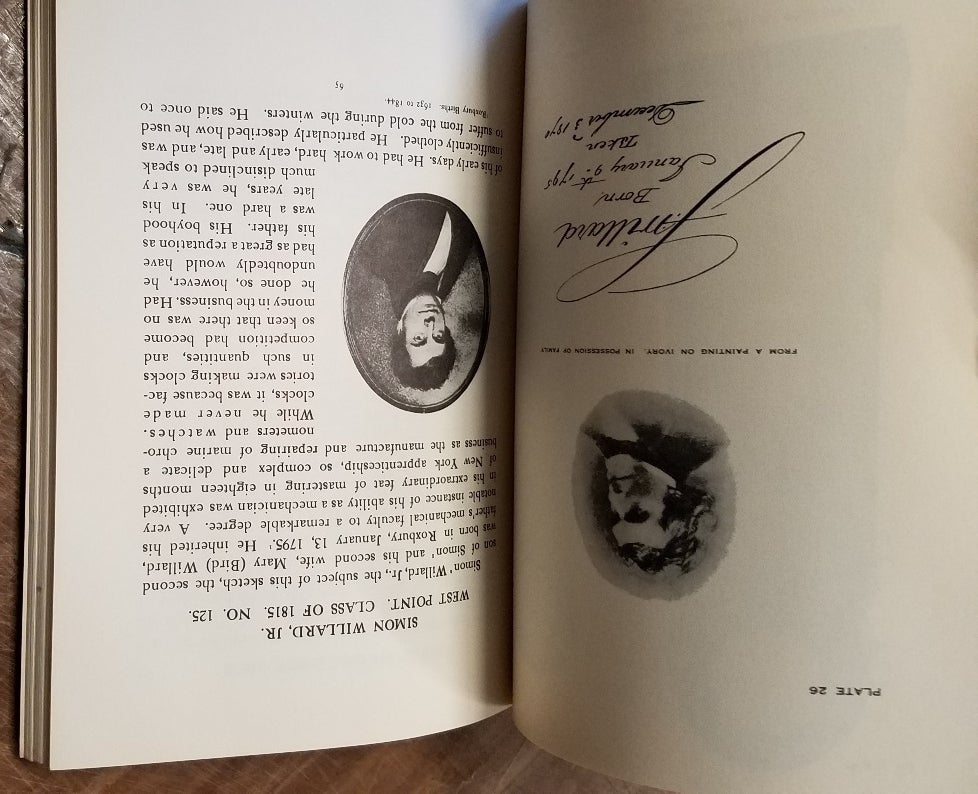 PLATE 26
FROM A PAINTING ON IVORY, IN POSSESSION OF FAMILY
S. Willard
Born
January 9th 1795
Taken
SIMON WILLARD, JR.
WEST POINT. CLASS OF 1815. NO. 125.
Simon⁷ Willard, Jr., the subject of this sketch, the second
son of Simon⁶ and his second wife, Mary (Bird) Willard,
was born in Roxbury, January 13, 1795.¹ He inherited his
father's mechanical faculty to a remarkable degree. A very
notable instance of his ability as a mechanician was exhibited
in his extraordinary feat of mastering in eighteen months
of New York apprenticeship, so complex and delicate a
business as the manufacture and repairing of marine chro-
nometers and watches.
While he never made
clocks, it was because fac-
tories were making clocks
in such quantities, and
competition had become
so keen that there was no
money in the business. Had
he done so, however, he
undoubtedly would have
had as great a reputation as
his father. His boyhood
was a hard one. In his
late years, he was very
much disinclined to speak
of his early days. He had to work hard, early and late, and was
insufficiently clothed. He particularly described how he used
to suffer from the cold during the winters. He said once to
Roxbury Births. 1632 to 1844.
65